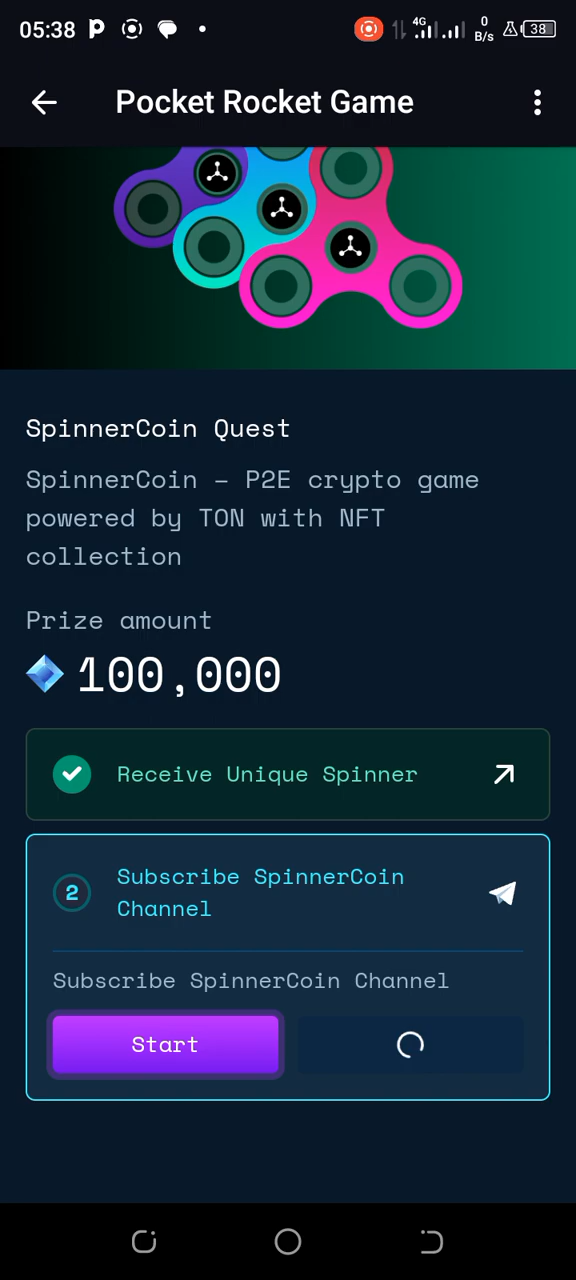 05:38
4G
0 B/s
38
Pocket Rocket Game
SpinnerCoin Quest
SpinnerCoin – P2E crypto game
powered by TON with NFT
collection
Prize amount
100,000
Receive Unique Spinner
2
Subscribe SpinnerCoin
Channel
Subscribe SpinnerCoin Channel
Start